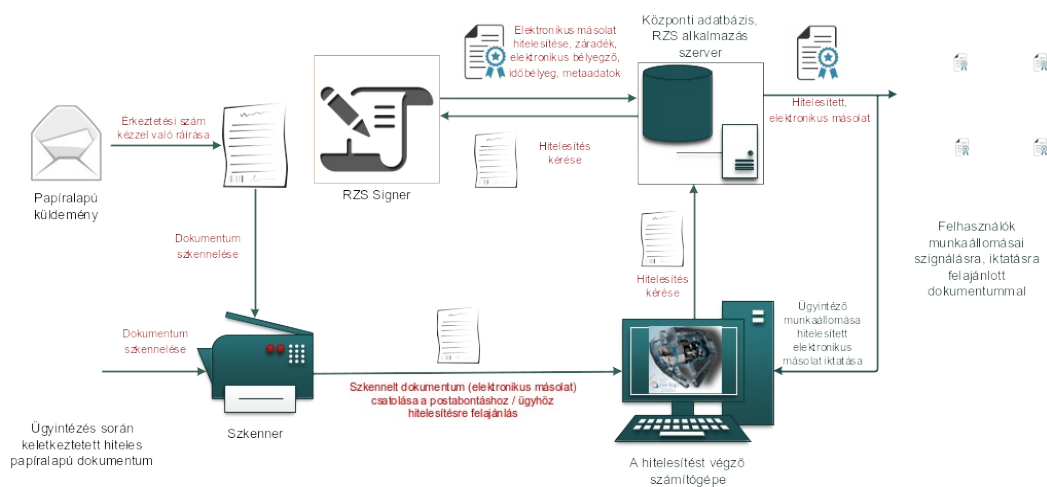 Elektronikus másolat
hitelesítése, záradék,
elektronikus bélyegző,
időbélyeg, metaadatok
Központi adatbázis,
RZS alkalmazás
szerver
Hitelesített,
elektronikus másolat
Érkeztetési szám
kézzel való ráírása
Hitelesítés
kérése
Papíralapú
küldemény
RZS Signer
Dokumentum
szkennelése
Hitelesítés
kérése
Felhasználók
munkaállomásai
szignálásra, iktatásra
felajánlott
dokumentummal
Dokumentum
szkennelése
Ügyintéző
munkaállomása
hitelesített
elektronikus
másolat iktatása
Szkennelt dokumentum (elektronikus másolat)
csatolása a postabontáshoz / ügyhöz
hitelesítésre felajánlás
Szkenner
Ügyintézés során
keletkeztetett hiteles
papíralapú dokumentum
A hitelesítést végző
számítógépe